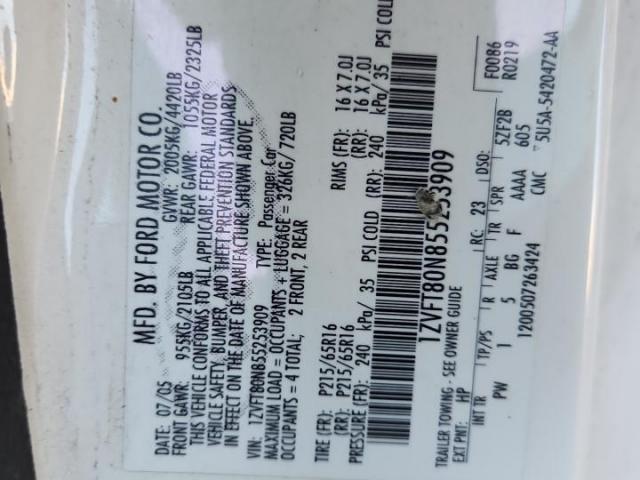 MFD. BY FORD MOTOR CO.
DATE: 07/05 GVWR: 2005KG/4420LB
FRONT GAWR: 955KG/2105LB REAR GAWR: 1055KG/2325LB
THIS VEHICLE CONFORMS TO ALL APPLICABLE FEDERAL MOTOR
VEHICLE SAFETY, BUMPER, AND THEFT PREVENTION STANDARDS
IN EFFECT ON THE DATE OF MANUFACTURE SHOWN ABOVE.
VIN: 1ZVFT80N855253909 TYPE: Passenger Car
MAXIMUM LOAD = OCCUPANTS + LUGGAGE = 326KG/ 720LB
OCCUPANTS = 4 TOTAL; 2 FRONT, 2 REAR
TIRE (FR): P215/65R16 RIMS (FR): 16 X 7.0J
(RR): P215/65R16 (RR): 16 X 7.0J
PRESSURE (FR): 240 kPa/ 35 PSI COLD (RR): 240 kPa/ 35 PSI COLD
1ZVFT80N855253909
TRAILER TOWING - SEE OWNER GUIDE
EXT PNT: HP RC: 23 DSO: F0086
INT TR TP/PS R AXLE TR SPR 5ZF2B R0219
PW 1 5 BG F AAAA 605
1200507263424 CMC 5U5A-5420472-AA